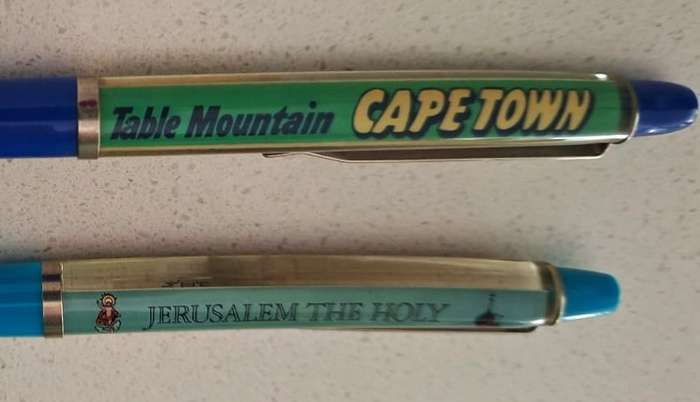 Table Mountain CAPE TOWN
JERUSALEM THE HOLY